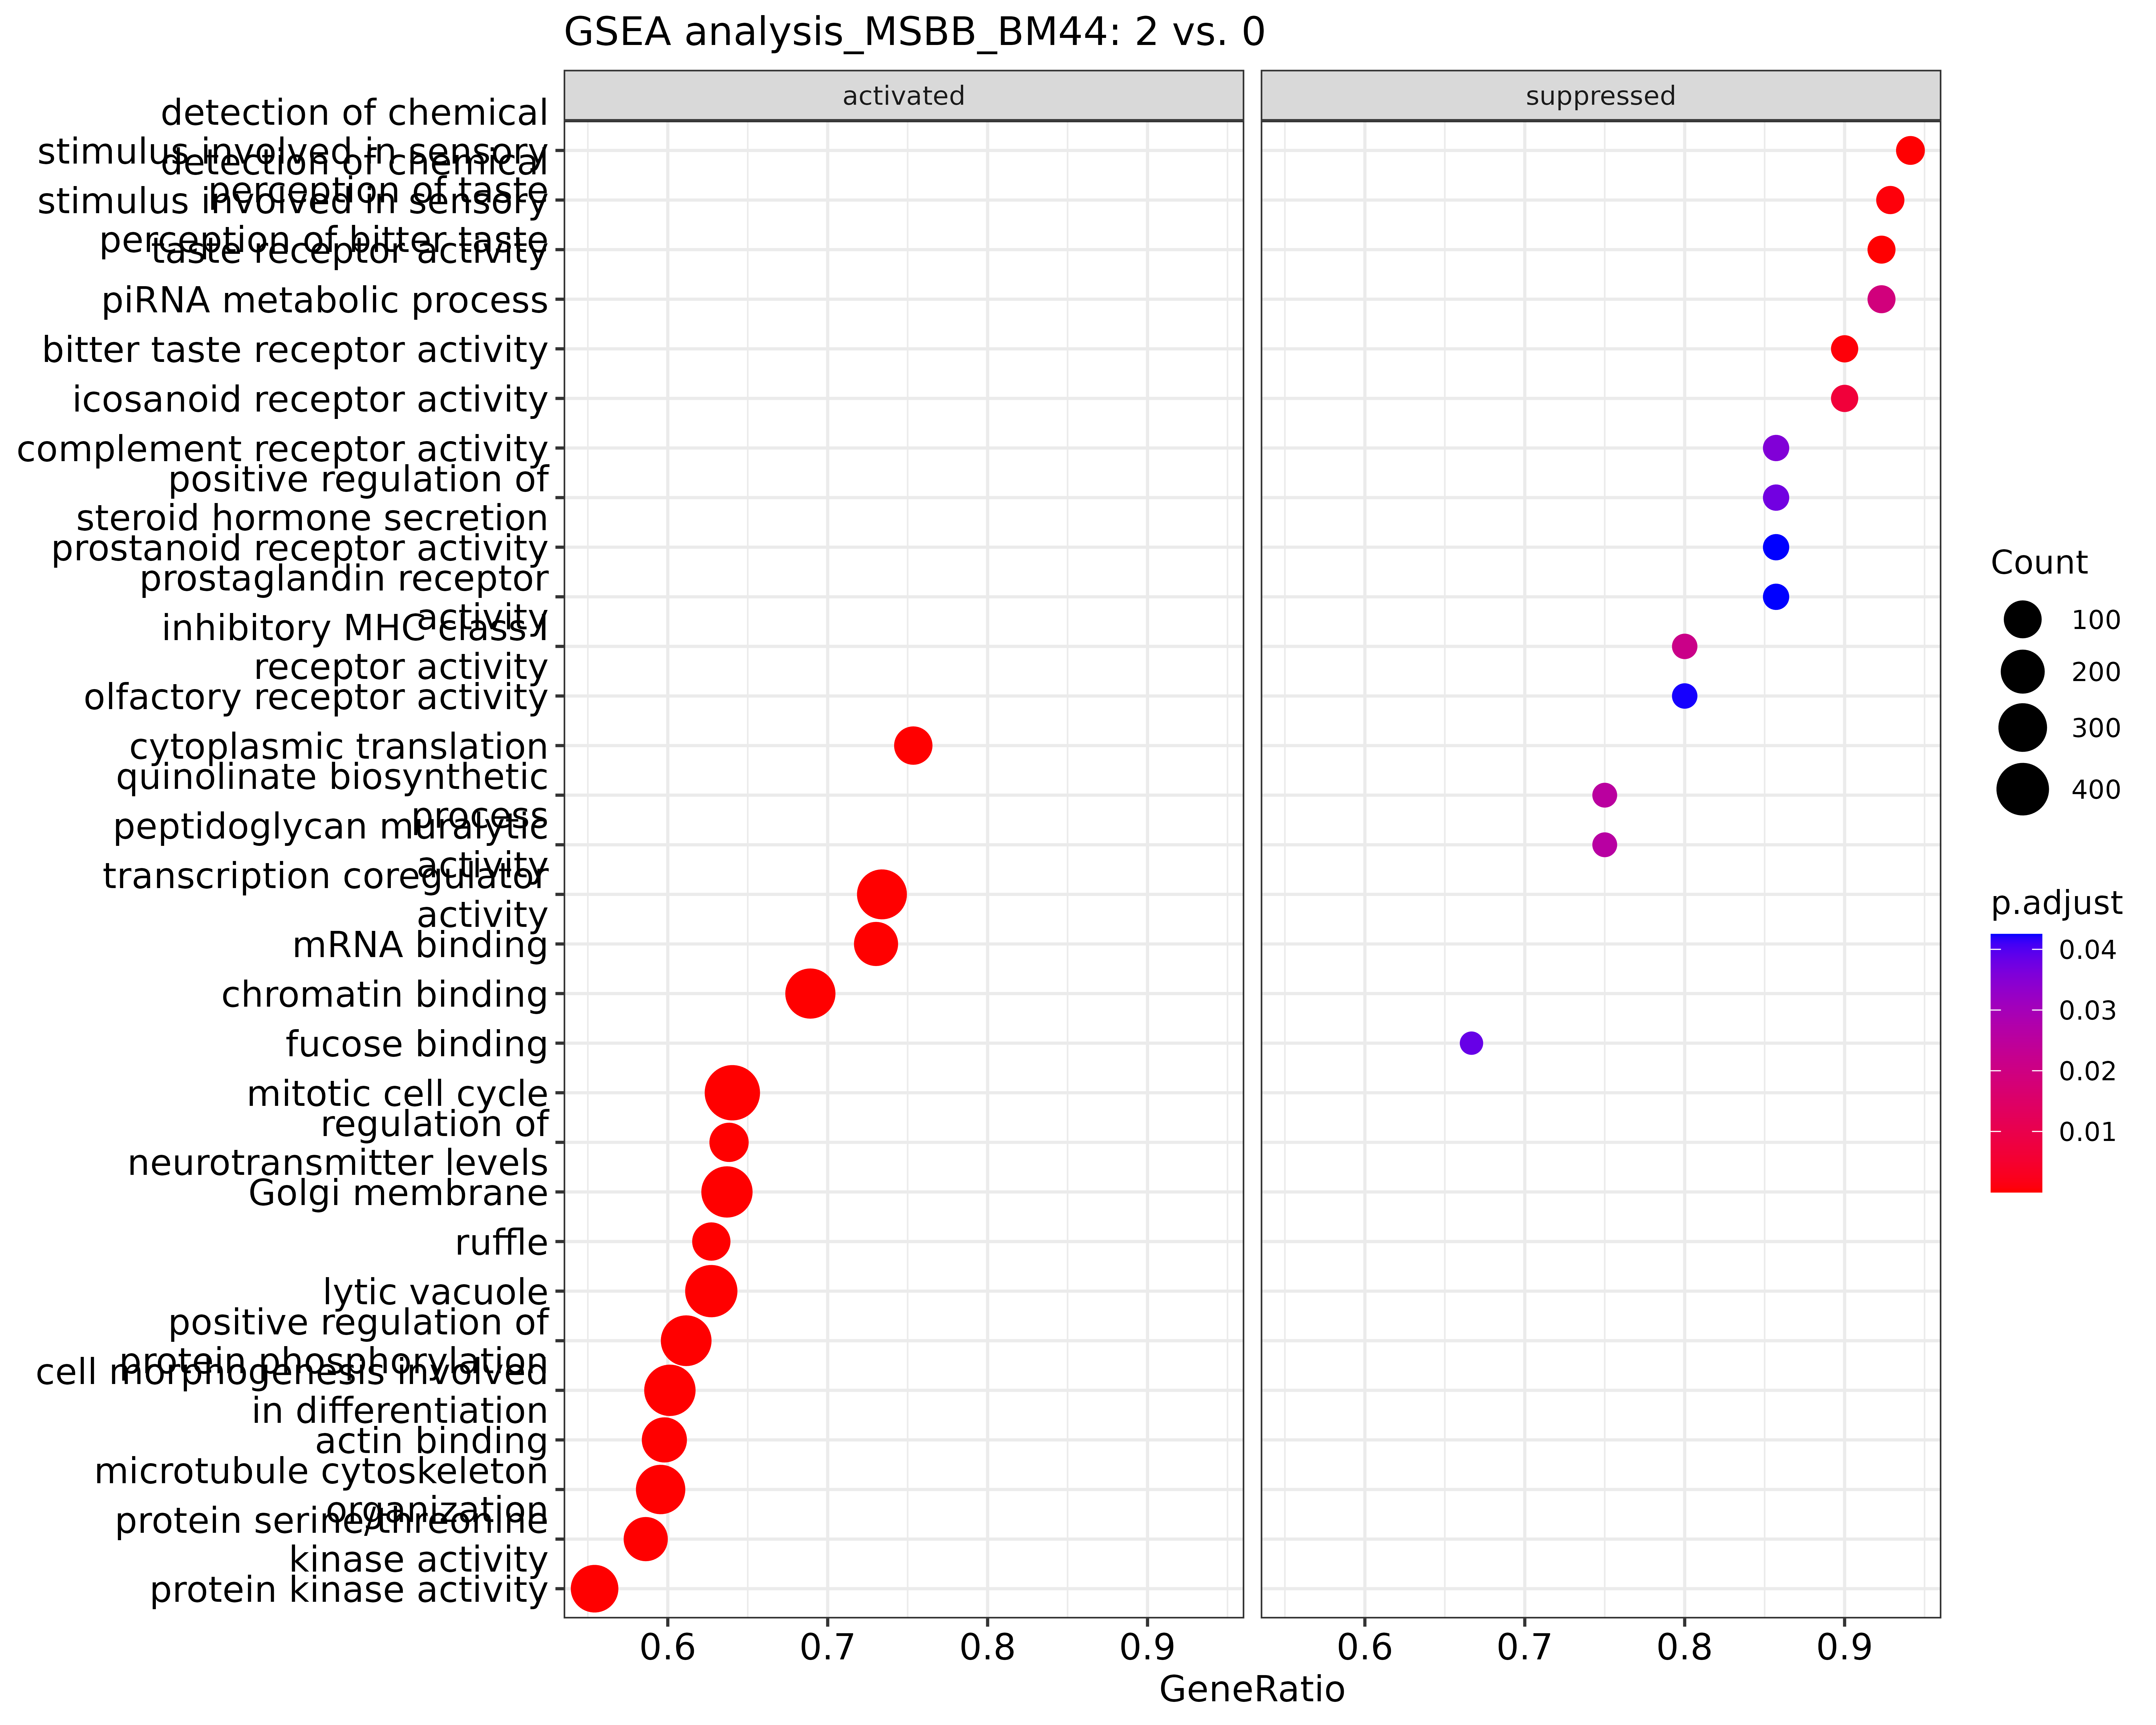 GSEA analysis_MSBB_BM44: 2 vs. 0
activated
suppressed
detection of chemical
stimulus involved in sensory
perception of taste
detection of chemical
stimulus involved in sensory
perception of bitter taste
taste receptor activity
piRNA metabolic process
bitter taste receptor activity
icosanoid receptor activity
complement receptor activity
positive regulation of
steroid hormone secretion
prostanoid receptor activity
prostaglandin receptor
activity
inhibitory MHC class I
receptor activity
olfactory receptor activity
cytoplasmic translation
quinolinate biosynthetic
process
peptidoglycan muralytic
activity
transcription coregulator
activity
mRNA binding
chromatin binding
fucose binding
mitotic cell cycle
regulation of
neurotransmitter levels
Golgi membrane
ruffle
lytic vacuole
positive regulation of
protein phosphorylation
cell morphogenesis involved
in differentiation
actin binding
microtubule cytoskeleton
organization
protein serine/threonine
kinase activity
protein kinase activity
0.6 0.7 0.8 0.9
0.6 0.7 0.8 0.9
GeneRatio
Count
100
200
300
400
p.adjust
0.04
0.03
0.02
0.01